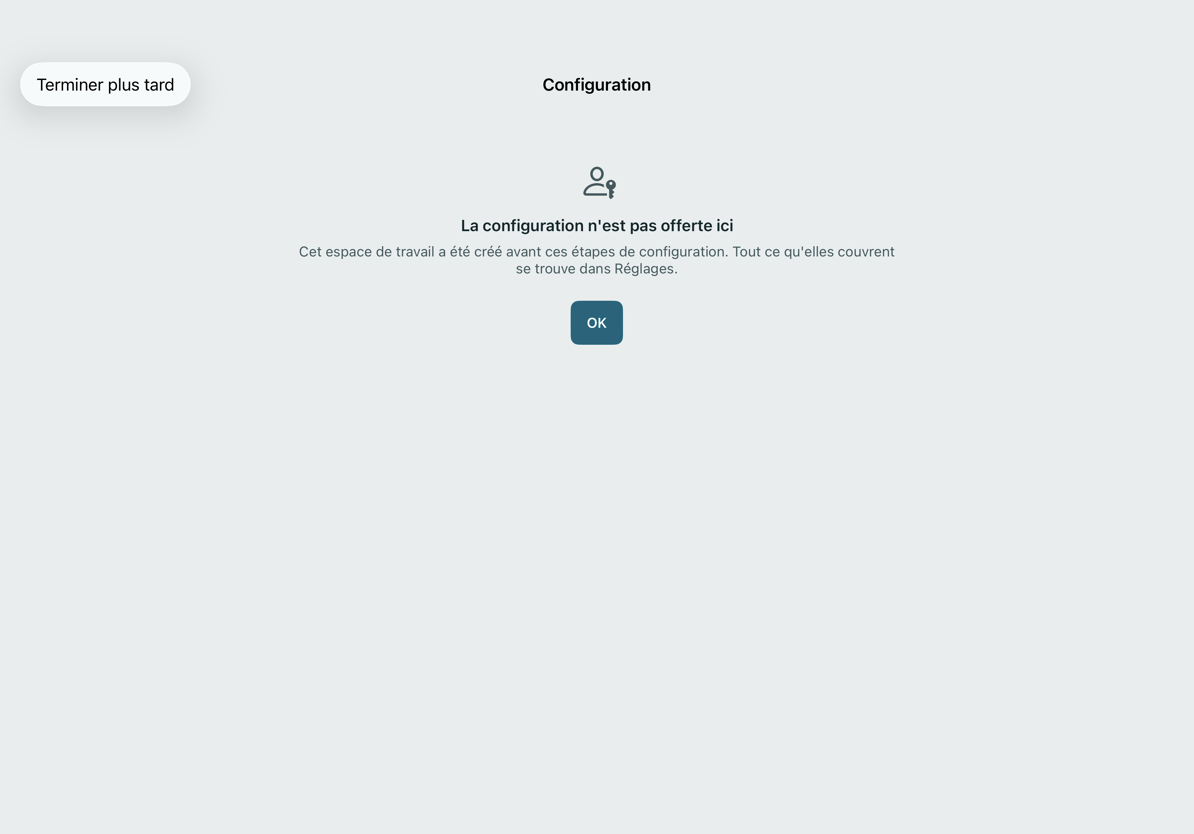 Terminer plus tard
Configuration
La configuration n'est pas offerte ici
Cet espace de travail a été créé avant ces étapes de configuration. Tout ce qu'elles couvrent
se trouve dans Réglages.
OK